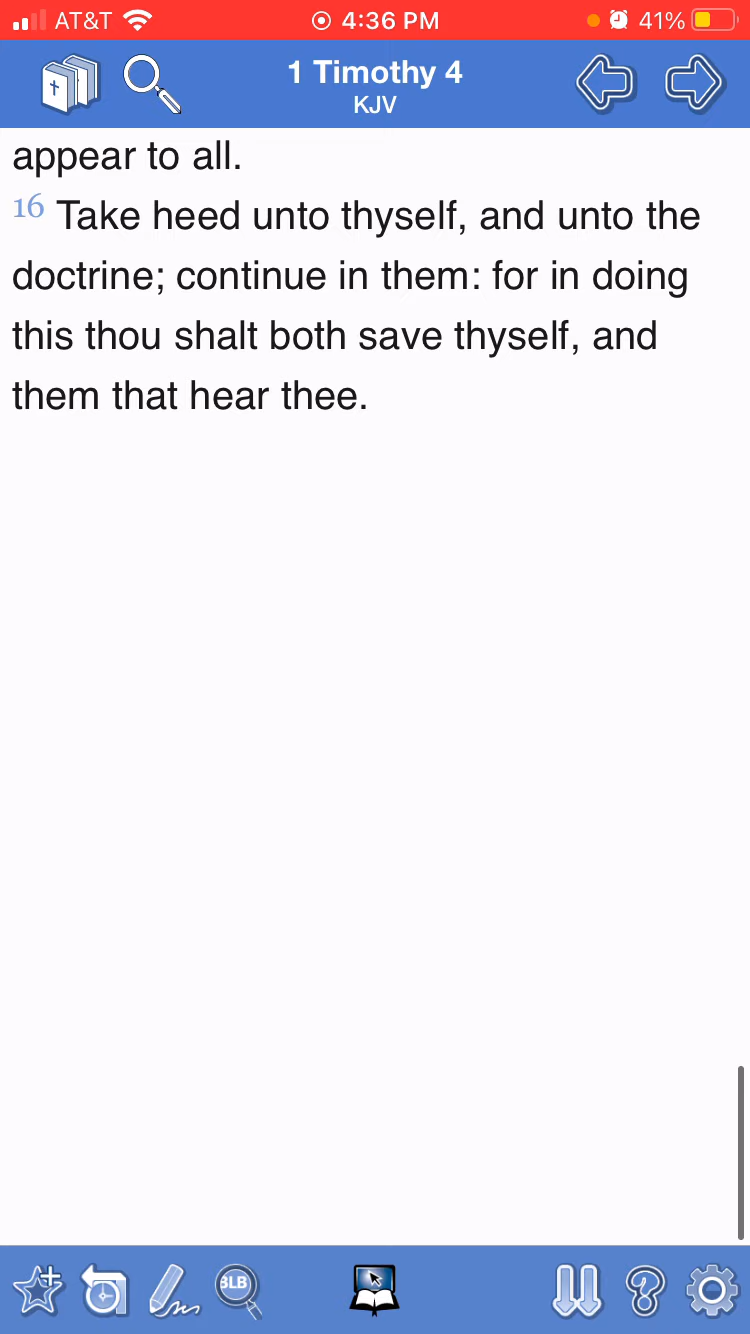 AT&T 4:36 PM 41%
1 Timothy 4
KJV
appear to all.
16 Take heed unto thyself, and unto the
doctrine; continue in them: for in doing
this thou shalt both save thyself, and
them that hear thee.
BLB